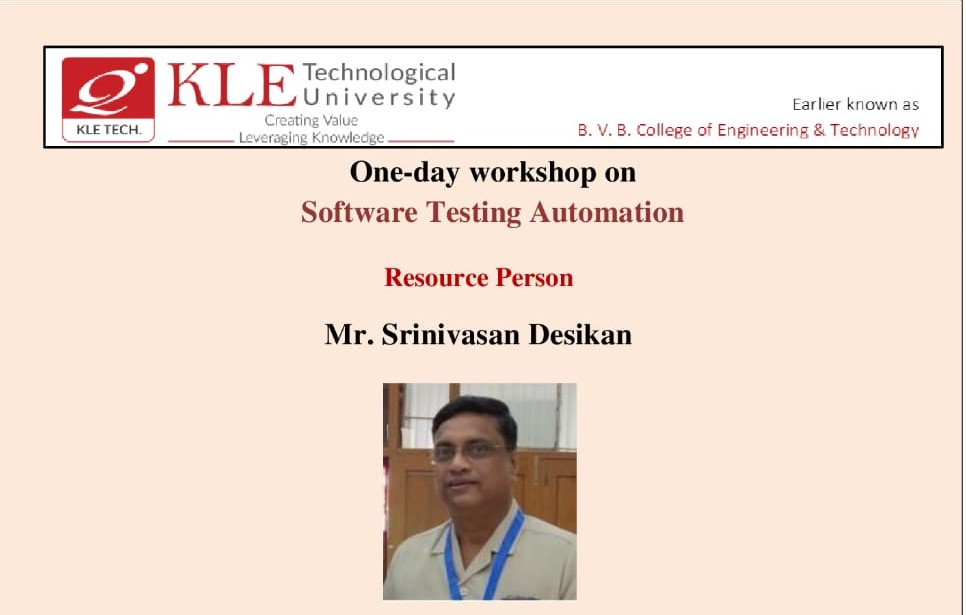 KLE TECH.
KLE Technological
University
Creating Value
Leveraging Knowledge
Earlier known as
B. V. B. College of Engineering & Technology
One-day workshop on
Software Testing Automation
Resource Person
Mr. Srinivasan Desikan